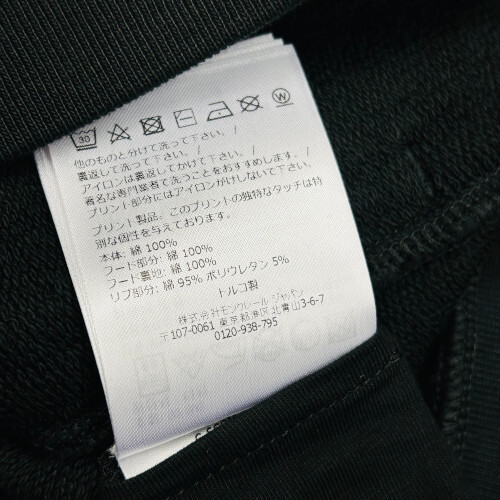 30
W
他のものと分けて洗って下さい。/
裏返して洗って下さい。/
アイロンは裏返してかけて下さい。/
著名な専門業者で洗うことをおすすめします。/
プリント部分にはアイロンがけしないで下さい。
プリント製品: このプリントの独特なタッチは特
別な個性を与えております。
本体: 綿 100%
フード部分: 綿 100%
フード裏地: 綿 100%
リブ部分: 綿 95% ポリウレタン 5%
トルコ製
株式会社モンクレール ジャパン
〒107-0061 東京都港区北青山3-6-7
0120-938-795